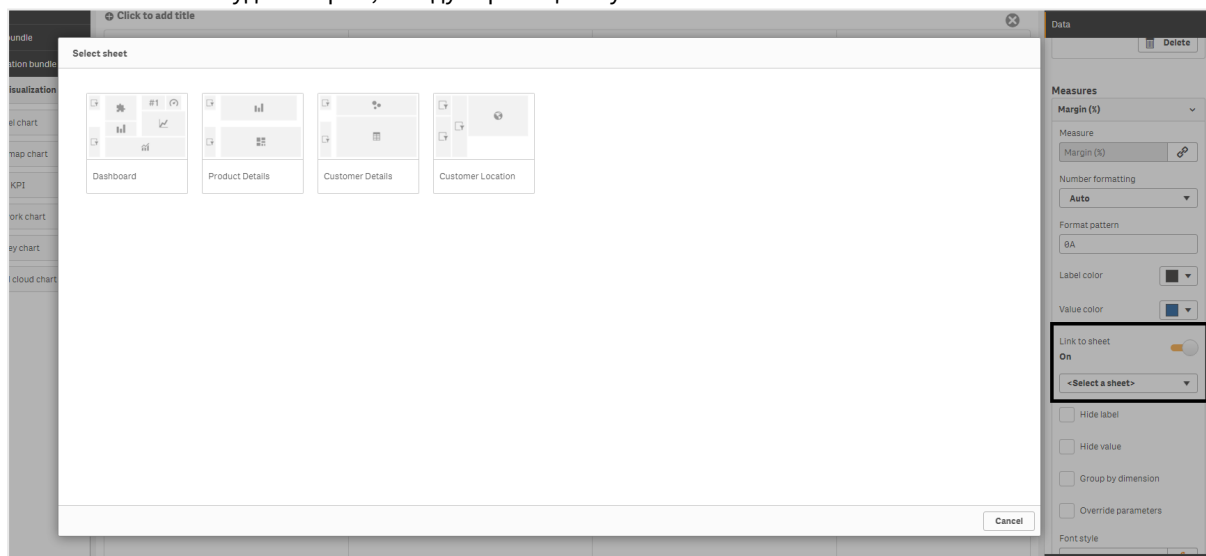 Click to add title
Data
bundle
Delete
Select sheet
ation bundle
isualization
Measures
Margin (%)
el chart
Measure
map chart
Margin (%)
Dashboard
Product Details
Customer Details
Customer Location
#1
KPI
Number formatting
Auto
ork chart
Format pattern
0A
ey chart
Label color
cloud chart
Value color
Link to sheet
On
<Select a sheet>
Hide label
Hide value
Group by dimension
Override parameters
Cancel
Font style